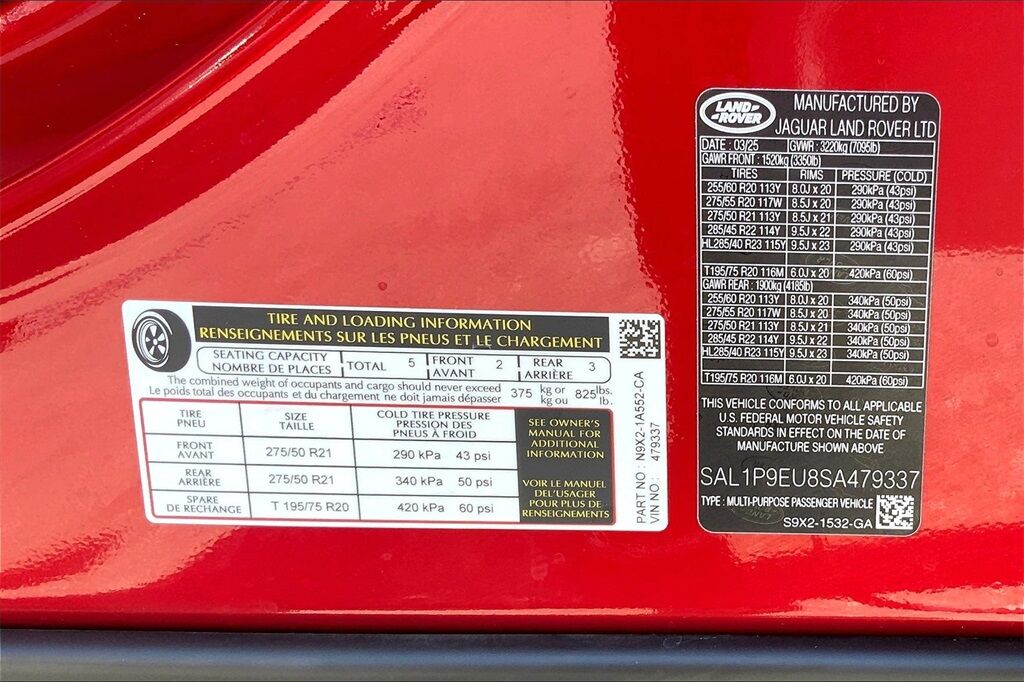 TIRE AND LOADING INFORMATION
RENSEIGNEMENTS SUR LES PNEUS ET LE CHARGEMENT
SEATING CAPACITY
NOMBRE DE PLACES
TOTAL 5
FRONT
AVANT 2
REAR
ARRIÈRE 3
The combined weight of occupants and cargo should never exceed 375 kg or 825 lbs.
Le poids total des occupants et du chargement ne doit jamais dépasser kg ou lb.
TIRE
PNEU
SIZE
TAILLE
COLD TIRE PRESSURE
PRESSION DES
PNEUS À FROID
FRONT
AVANT
275/50 R21
290 kPa 43 psi
REAR
ARRIÈRE
275/50 R21
340 kPa 50 psi
SPARE
DE RECHANGE
T 195/75 R20
420 kPa 60 psi
SEE OWNER'S
MANUAL FOR
ADDITIONAL
INFORMATION
VOIR LE MANUEL
DEL'USAGER
POUR PLUS DE
RENSEIGNEMENTS
PART NO : N9X2-1A552-CA
VIN NO : 479337
LAND
ROVER
MANUFACTURED BY
JAGUAR LAND ROVER LTD
DATE : 03/25 GVWR : 3220kg (7095lb)
GAWR FRONT : 1520kg (3350lb)
TIRES RIMS PRESSURE (COLD)
255/60 R20 113Y 8.0J x 20 290kPa (43psi)
275/55 R20 117W 8.5J x 20 290kPa (43psi)
275/50 R21 113Y 8.5J x 21 290kPa (43psi)
285/45 R22 114Y 9.5J x 22 290kPa (43psi)
HL285/40 R23 115Y 9.5J x 23 290kPa (43psi)
T195/75 R20 116M 6.0J x 20 420kPa (60psi)
GAWR REAR : 1900kg (4185lb)
255/60 R20 113Y 8.0J x 20 340kPa (50psi)
275/55 R20 117W 8.5J x 20 340kPa (50psi)
275/50 R21 113Y 8.5J x 21 340kPa (50psi)
285/45 R22 114Y 9.5J x 22 340kPa (50psi)
HL285/40 R23 115Y 9.5J x 23 340kPa (50psi)
T195/75 R20 116M 6.0J x 20 420kPa (60psi)
THIS VEHICLE CONFORMS TO ALL APPLICABLE
U.S. FEDERAL MOTOR VEHICLE SAFETY
STANDARDS IN EFFECT ON THE DATE OF
MANUFACTURE SHOWN ABOVE
SAL1P9EU8SA479337
TYPE : MULTI-PURPOSE PASSENGER VEHICLE
S9X2-1532-GA